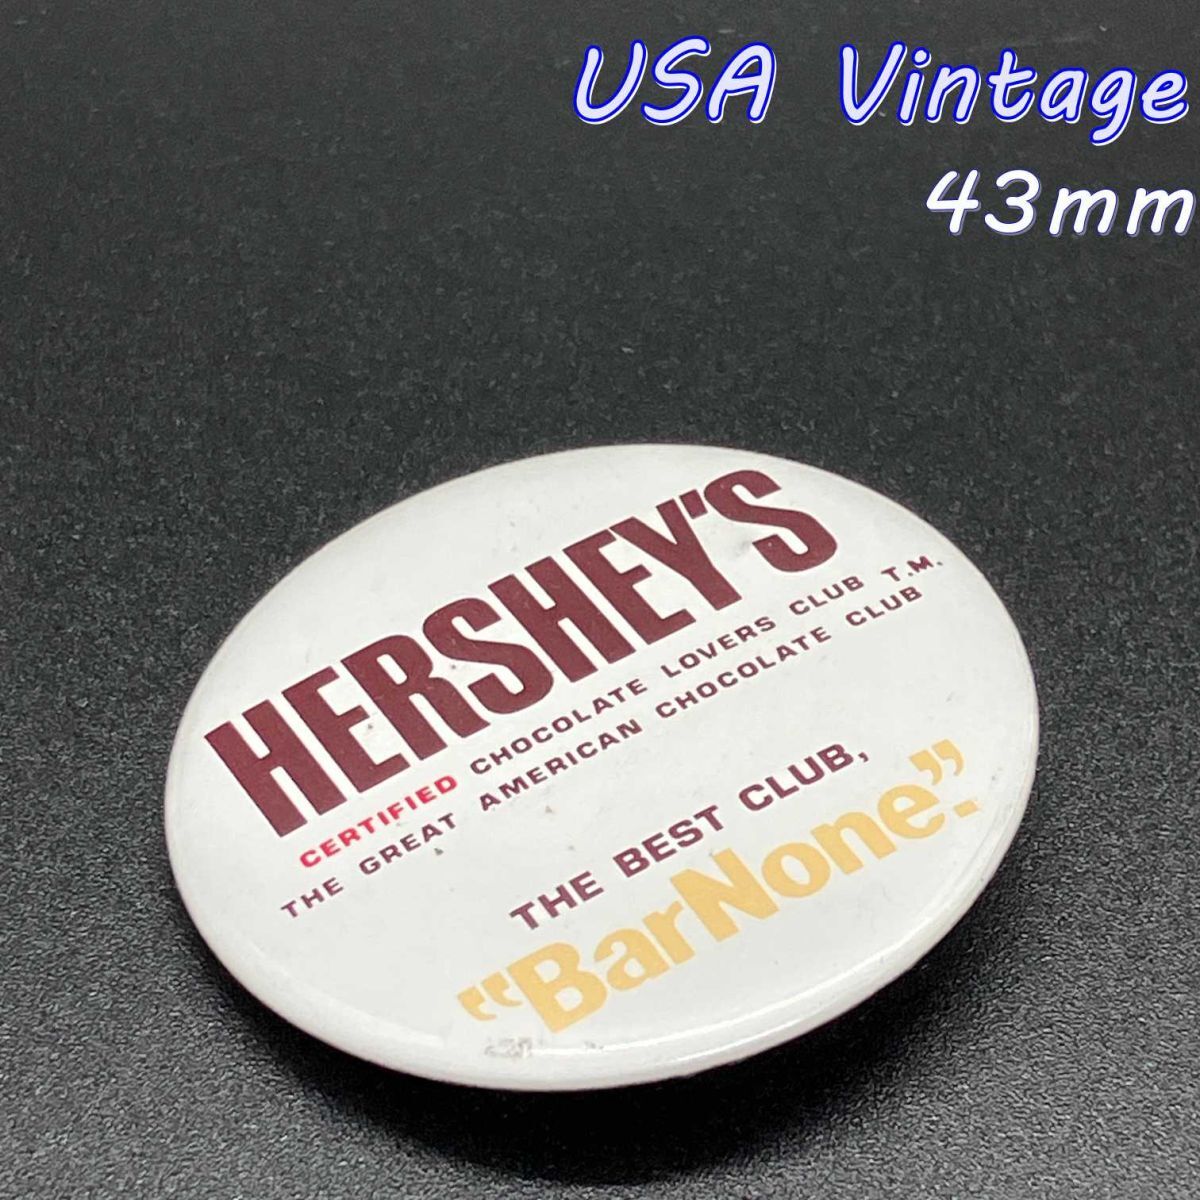 USA Vintage
43mm
HERSHEY'S
CERTIFIED CHOCOLATE LOVERS CLUB T.M.
THE GREAT AMERICAN CHOCOLATE CLUB
THE BEST CLUB,
"BarNone".